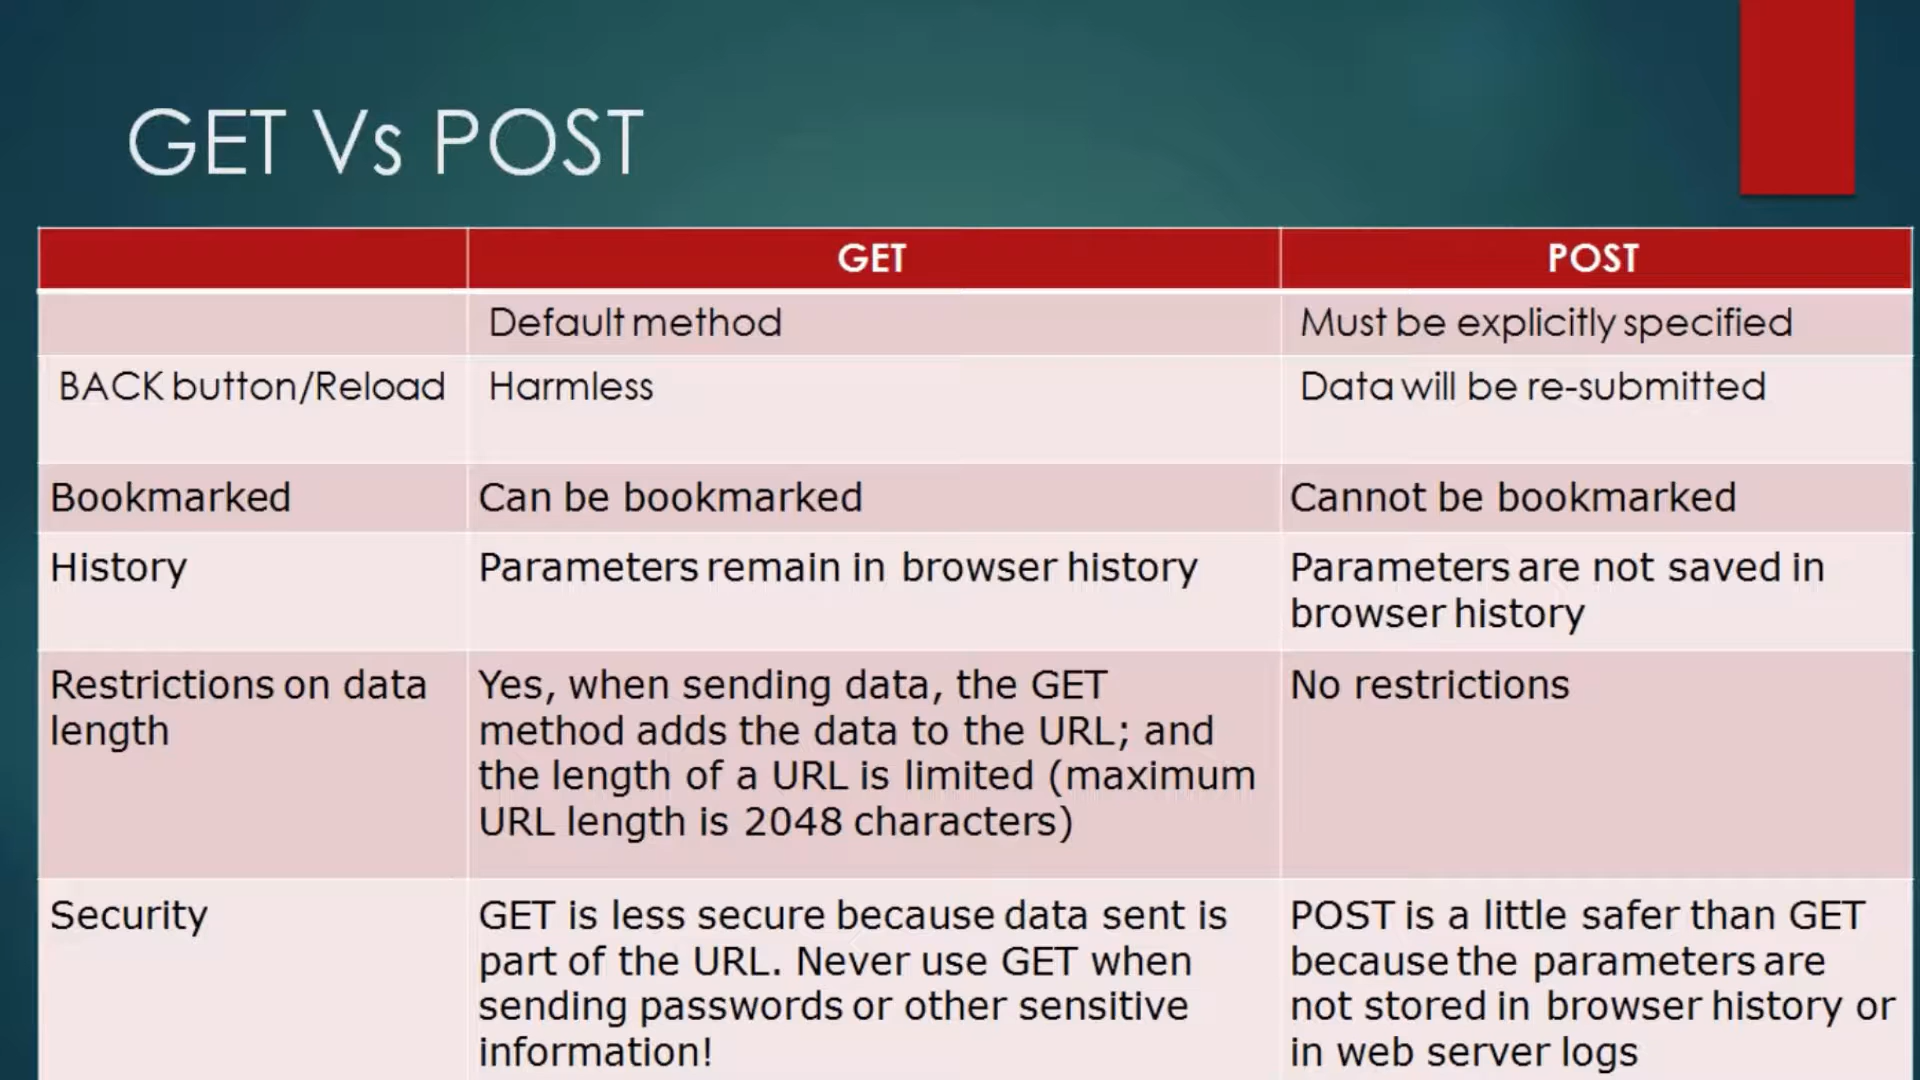 GET Vs POST
GET POST
Default method Must be explicitly specified
BACK button/Reload Harmless Data will be re-submitted
Bookmarked Can be bookmarked Cannot be bookmarked
History Parameters remain in browser history Parameters are not saved in
browser history
Restrictions on data Yes, when sending data, the GET No restrictions
length method adds the data to the URL; and
the length of a URL is limited (maximum
URL length is 2048 characters)
Security GET is less secure because data sent is POST is a little safer than GET
part of the URL. Never use GET when because the parameters are
sending passwords or other sensitive not stored in browser history or
information! in web server logs